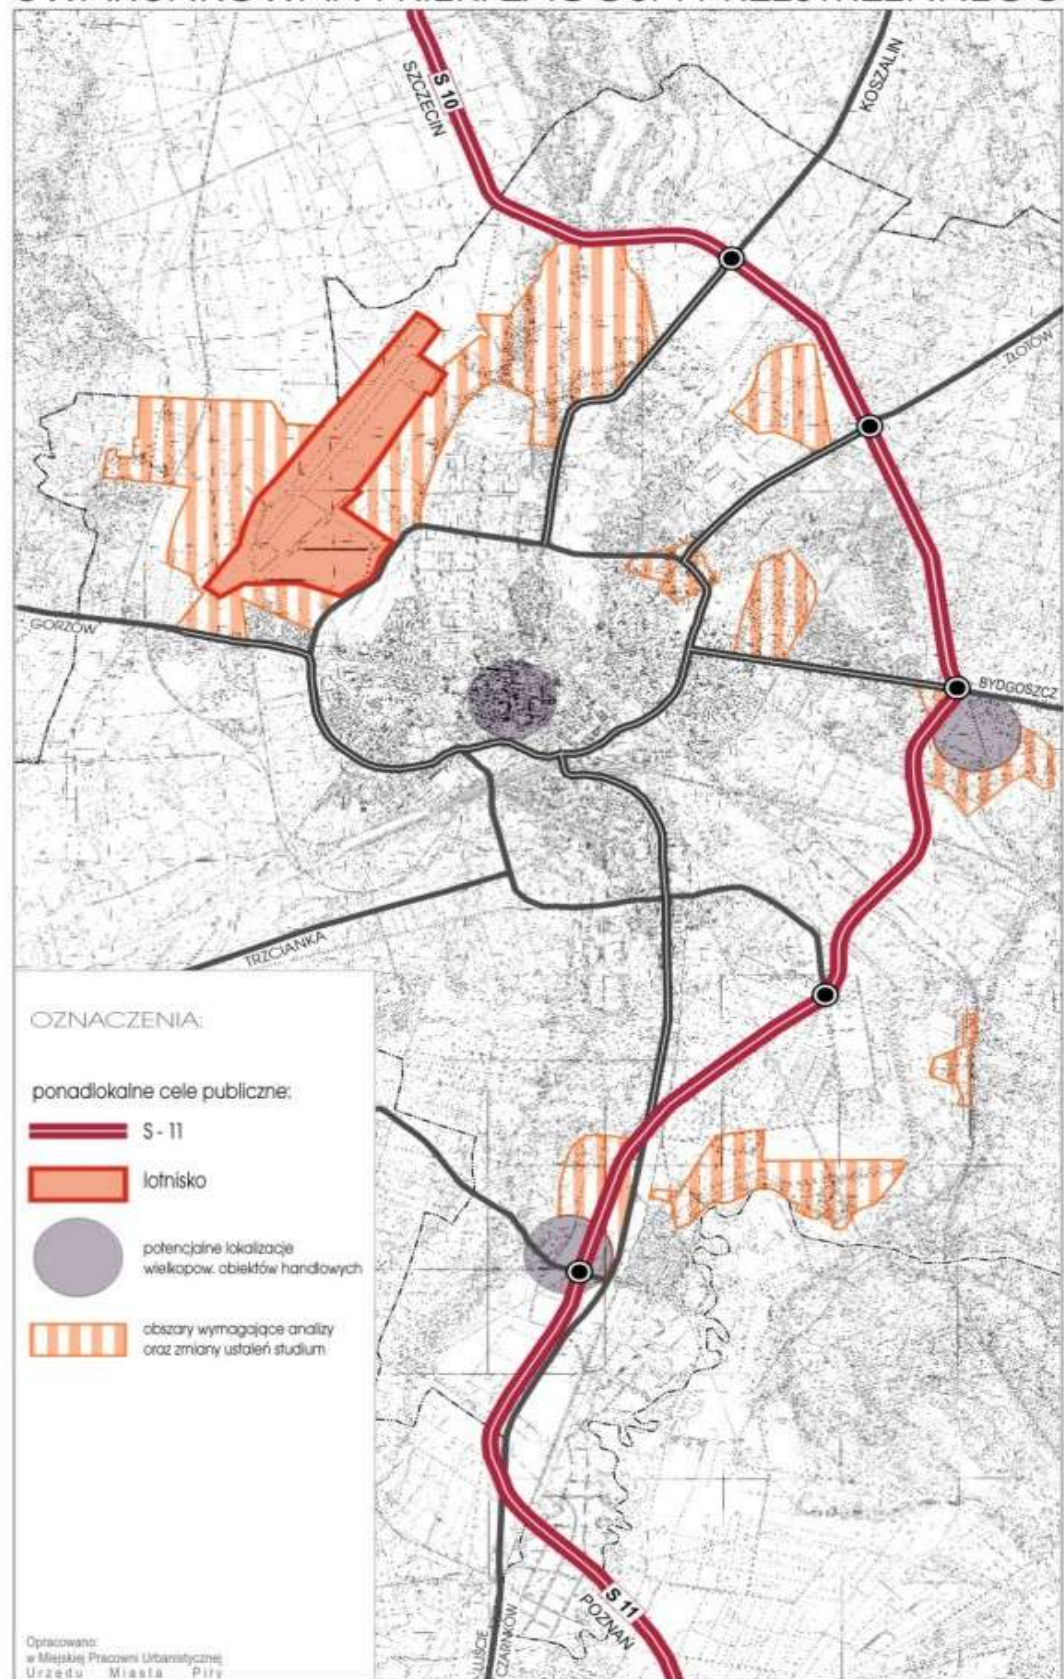 S 10
SZCZECIN
KOSZALIN
ZŁOTÓW
GORZÓW
BYDGOSZCZ
TRZCIANKA
OZNACZENIA:
ponadlokalne cele publiczne:
S - 11
lotnisko
potencjalne lokalizacje
wielkopow. obiektów handlowych
obszary wymagające analizy
oraz zmiany ustaleń studium
S 11
POZNAŃ
CZARNKÓW
Opracowano:
w Miejskiej Pracowni Urbanistycznej
Urzędu Miasta Piły